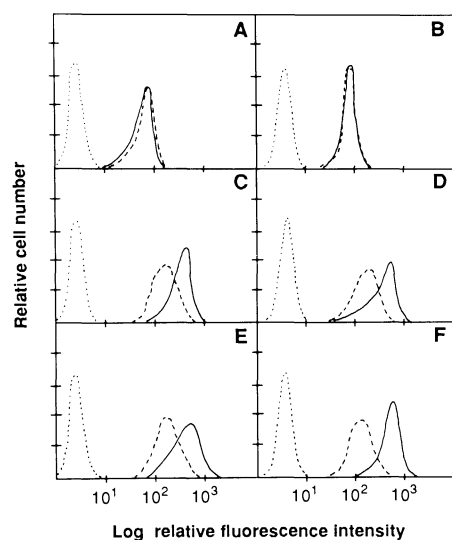 A
B
C
D
E
F
Relative cell number
10¹ 10² 10³ 10¹ 10² 10³
Log relative fluorescence intensity